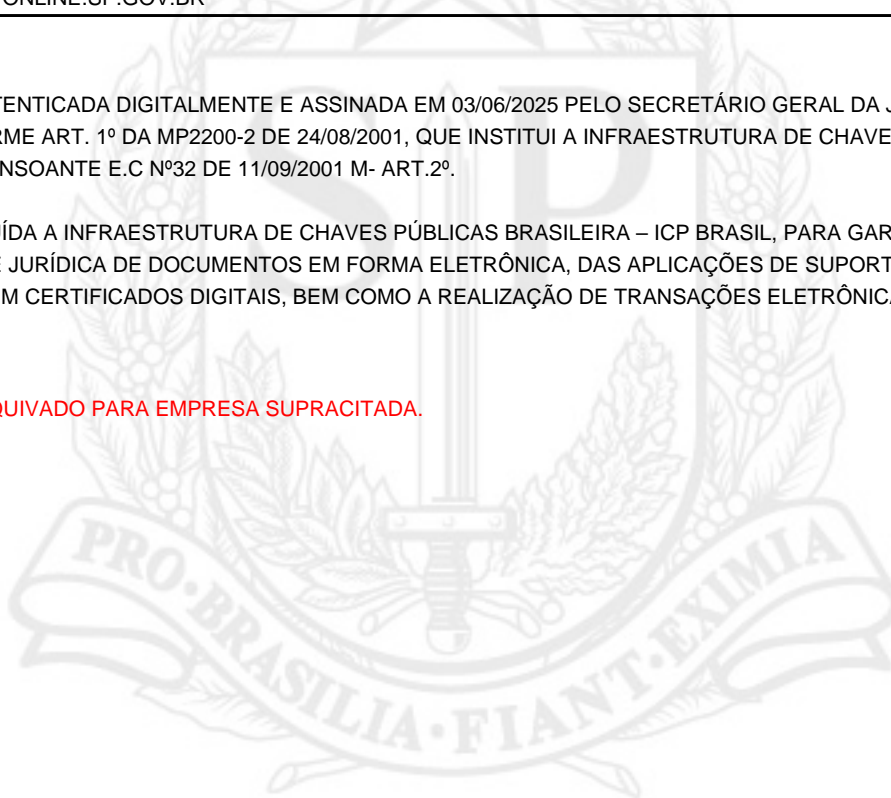 ONLINE.SP.GOV.BR
TENTICADA DIGITALMENTE E ASSINADA EM 03/06/2025 PELO SECRETÁRIO GERAL DA J
RME ART. 1º DA MP2200-2 DE 24/08/2001, QUE INSTITUI A INFRAESTRUTURA DE CHAVE
NSOANTE E.C Nº32 DE 11/09/2001 M- ART.2º.
ÍDA A INFRAESTRUTURA DE CHAVES PÚBLICAS BRASILEIRA – ICP BRASIL, PARA GAR
E JURÍDICA DE DOCUMENTOS EM FORMA ELETRÔNICA, DAS APLICAÇÕES DE SUPORT
M CERTIFICADOS DIGITAIS, BEM COMO A REALIZAÇÃO DE TRANSAÇÕES ELETRÔNICA
QUIVADO PARA EMPRESA SUPRACITADA.
SP
PRO·BRASILIA·FIANT·EXIMIA